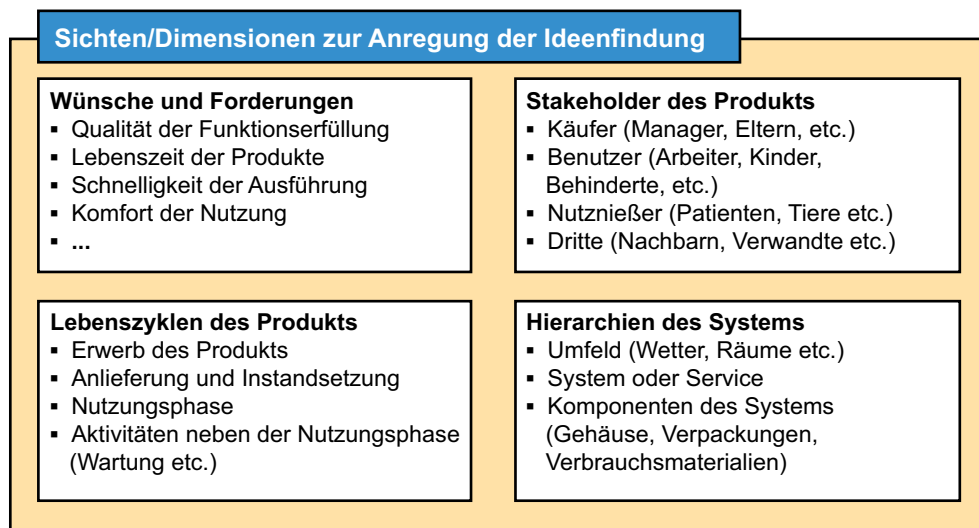 Sichten/Dimensionen zur Anregung der Ideenfindung
Wünsche und Forderungen
▪ Qualität der Funktionserfüllung
▪ Lebenszeit der Produkte
▪ Schnelligkeit der Ausführung
▪ Komfort der Nutzung
▪ ...
Stakeholder des Produkts
▪ Käufer (Manager, Eltern, etc.)
▪ Benutzer (Arbeiter, Kinder,
Behinderte, etc.)
▪ Nutznießer (Patienten, Tiere etc.)
▪ Dritte (Nachbarn, Verwandte etc.)
Lebenszyklen des Produkts
▪ Erwerb des Produkts
▪ Anlieferung und Instandsetzung
▪ Nutzungsphase
▪ Aktivitäten neben der Nutzungsphase
(Wartung etc.)
Hierarchien des Systems
▪ Umfeld (Wetter, Räume etc.)
▪ System oder Service
▪ Komponenten des Systems
(Gehäuse, Verpackungen,
Verbrauchsmaterialien)